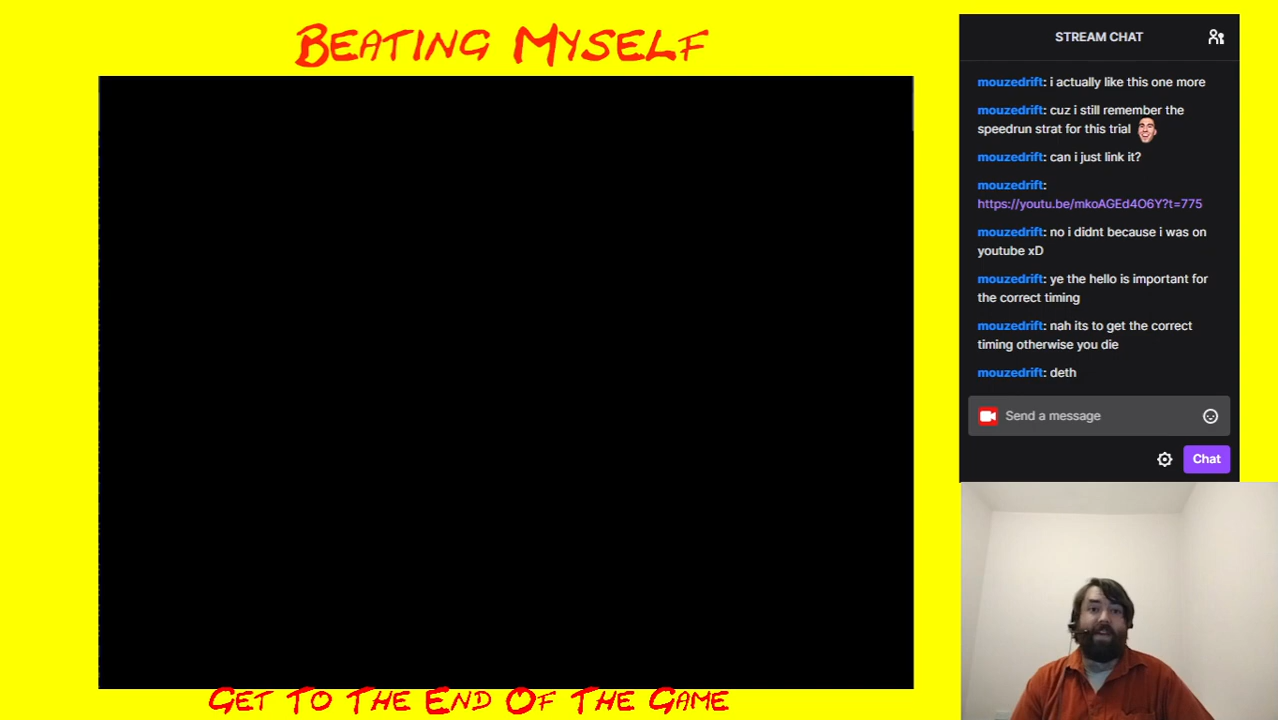 BEATING MYSELF
STREAM CHAT
mouzedrift: i actually like this one more
mouzedrift: cuz i still remember the
speedrun strat for this trial
mouzedrift: can i just link it?
mouzedrift:
https://youtu.be/mkoAGEd4O6Y?t=775
mouzedrift: no i didnt because i was on
youtube xD
mouzedrift: ye the hello is important for
the correct timing
mouzedrift: nah its to get the correct
timing otherwise you die
mouzedrift: deth
Send a message
Chat
GET TO THE END OF THE GAME